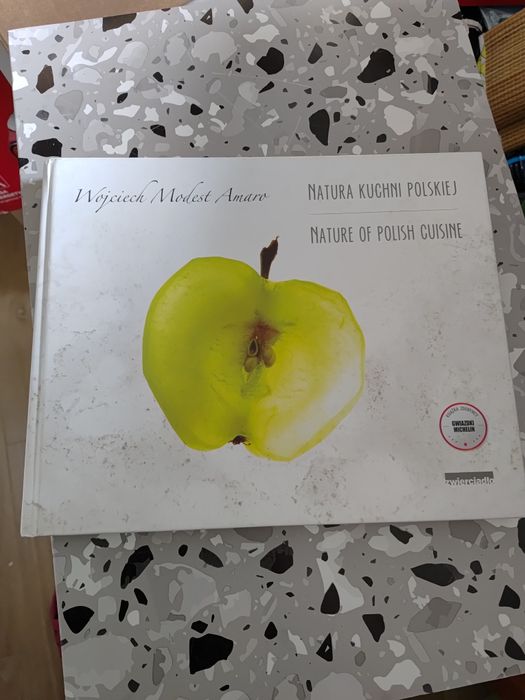 Wojciech Modest Amaro
NATURA KUCHNI POLSKIEJ
NATURE OF POLISH CUISINE
GWIAZDKI
MICHELIN
zwierciadło